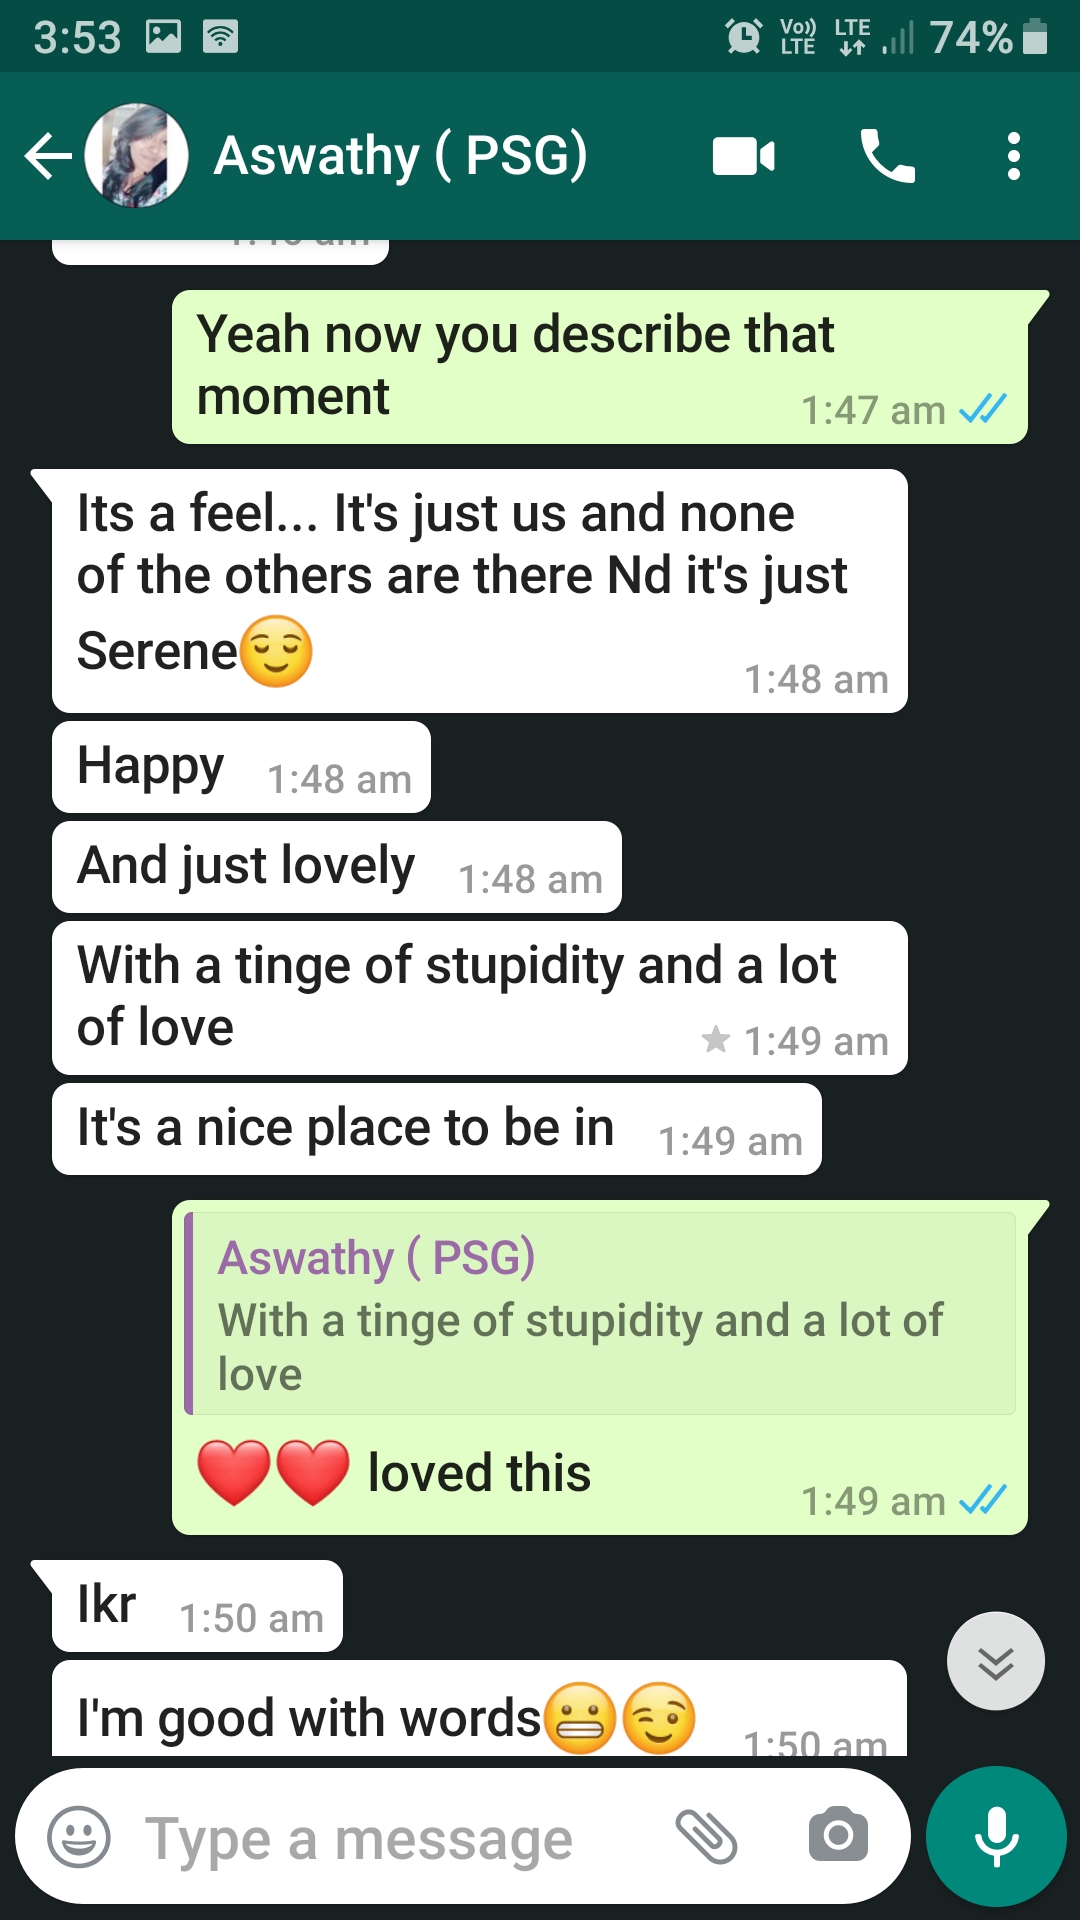 3:53 Vo)) LTE LTE 74%
Aswathy ( PSG)
Yeah now you describe that
moment 1:47 am
Its a feel... It's just us and none
of the others are there Nd it's just
Serene😌 1:48 am
Happy 1:48 am
And just lovely 1:48 am
With a tinge of stupidity and a lot
of love ★ 1:49 am
It's a nice place to be in 1:49 am
Aswathy ( PSG)
With a tinge of stupidity and a lot of
love
❤️❤️ loved this 1:49 am
Ikr 1:50 am
I'm good with words😬😏 1:50 am
Type a message